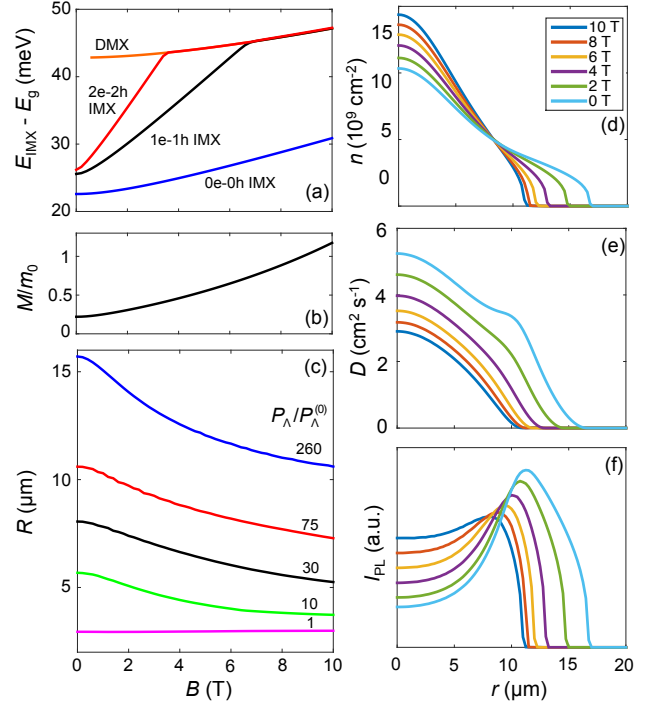 50
40
30
20
E_IMX - E_g (meV)
DMX
2e-2h
IMX
1e-1h IMX
0e-0h IMX
(a)
1
0.5
0
M/m_0
(b)
15
10
5
R (μm)
(c)
P_Λ/P_Λ^(0)
260
75
30
10
1
0 2 4 6 8 10
B (T)
15
10
5
0
n (10^9 cm^-2)
10 T
8 T
6 T
4 T
2 T
0 T
(d)
6
4
2
0
D (cm^2 s^-1)
(e)
I_PL (a.u.)
(f)
0 5 10 15 20
r (μm)